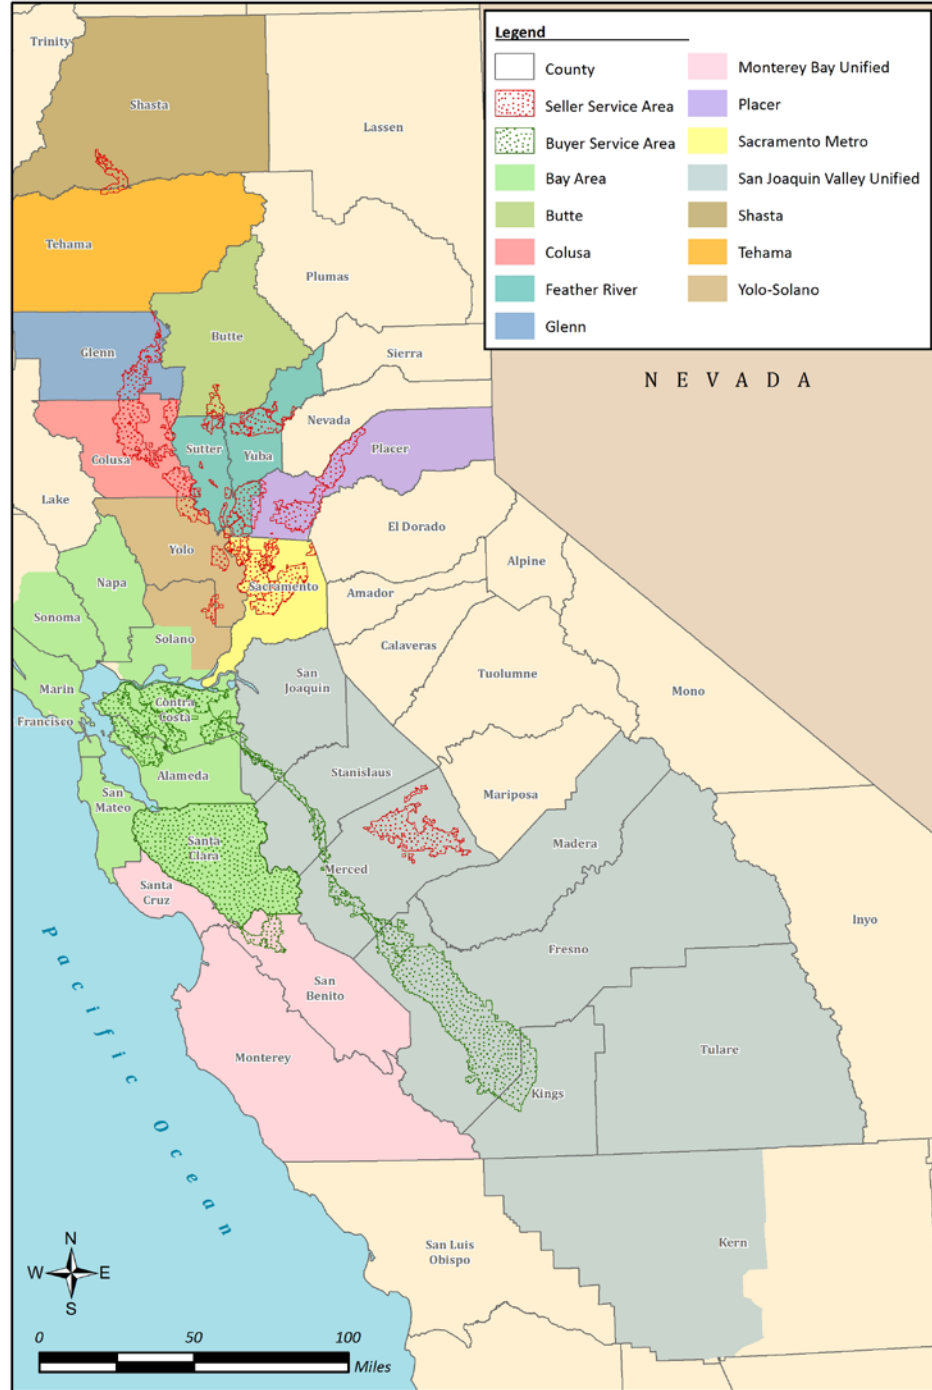 Legend
County
Seller Service Area
Buyer Service Area
Bay Area
Butte
Colusa
Feather River
Glenn
Monterey Bay Unified
Placer
Sacramento Metro
San Joaquin Valley Unified
Shasta
Tehama
Yolo-Solano
Trinity
Shasta
Lassen
Tehama
Plumas
Butte
Glenn
Sierra
NEVADA
Nevada
Placer
Sutter
Yuba
Colusa
Lake
El Dorado
Yolo
Alpine
Napa
Sacramento
Amador
Sonoma
Solano
Calaveras
San
Joaquin
Tuolumne
Marin
Mono
Contra
Costa
Francisco
Stanislaus
Alameda
Mariposa
San
Mateo
Santa
Clara
Madera
Merced
Santa
Cruz
Inyo
Fresno
San
Benito
Monterey
Tulare
Kings
Pacific Ocean
San Luis
Obispo
Kern
N
W E
S
0 50 100
Miles